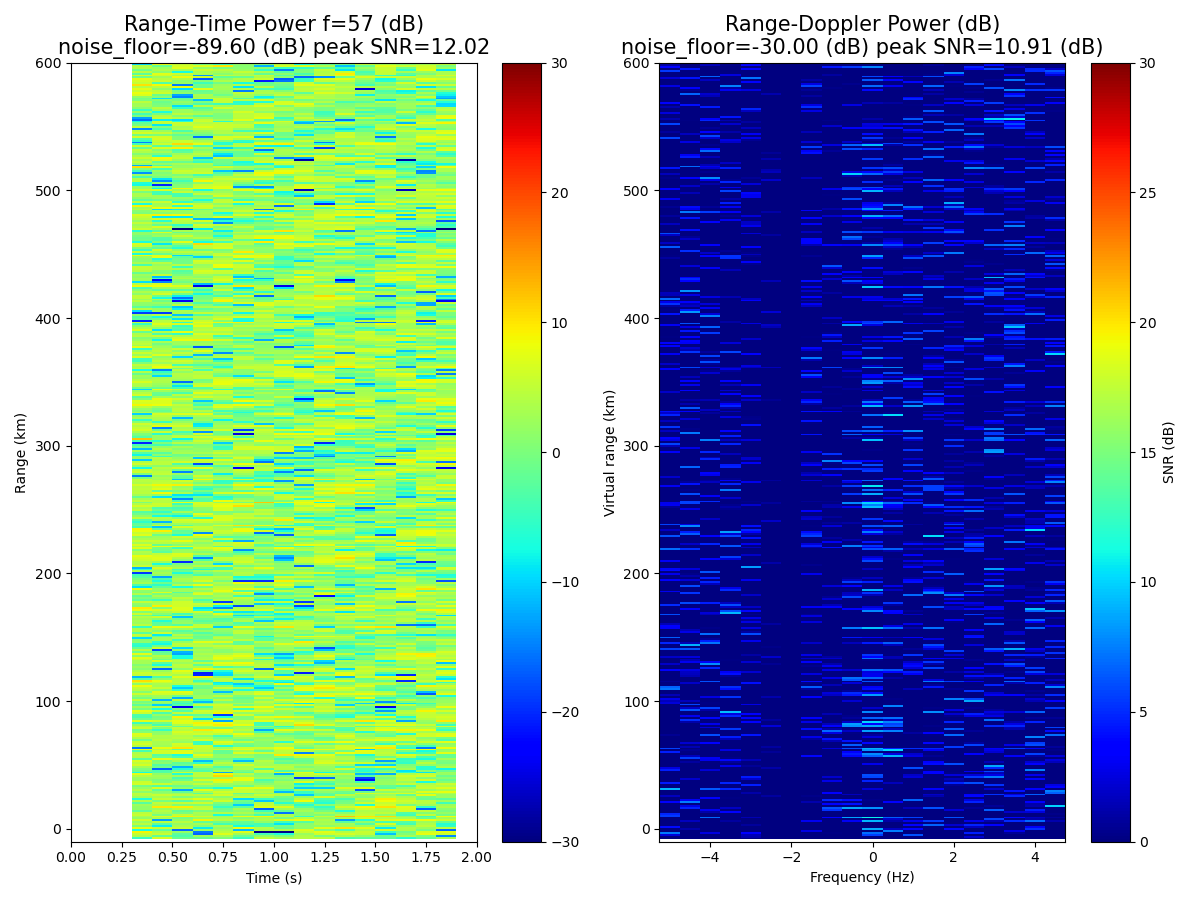 Range-Time Power f=57 (dB)
noise_floor=-89.60 (dB) peak SNR=12.02
Range-Doppler Power (dB)
noise_floor=-30.00 (dB) peak SNR=10.91 (dB)
600
500
400
300
200
100
0
Range (km)
0.00 0.25 0.50 0.75 1.00 1.25 1.50 1.75 2.00
Time (s)
30
20
10
0
−10
−20
−30
600
500
400
300
200
100
0
Virtual range (km)
−4 −2 0 2 4
Frequency (Hz)
30
25
20
15
10
5
0
SNR (dB)